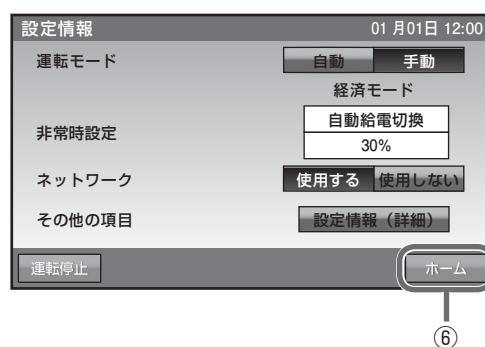 設定情報 01月01日 12:00
運転モード 自動 手動
経済モード
非常時設定 自動給電切換
30%
ネットワーク 使用する 使用しない
その他の項目 設定情報（詳細）
運転停止 ホーム
⑥